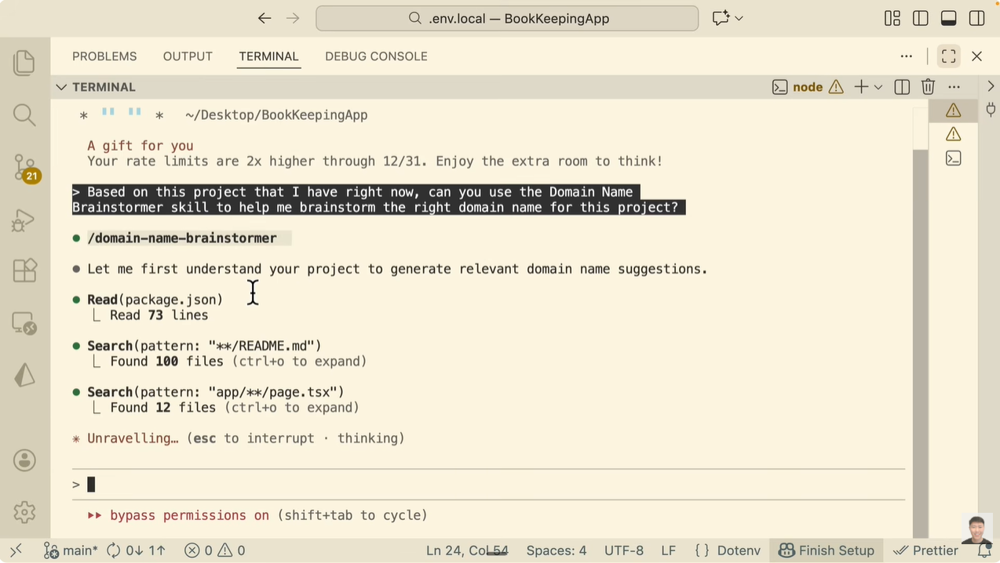 .env.local — BookKeepingApp
PROBLEMS OUTPUT TERMINAL DEBUG CONSOLE
TERMINAL
node
* " " * ~/Desktop/BookKeepingApp
A gift for you
Your rate limits are 2x higher through 12/31. Enjoy the extra room to think!
> Based on this project that I have right now, can you use the Domain Name
Brainstormer skill to help me brainstorm the right domain name for this project?
● /domain-name-brainstormer
● Let me first understand your project to generate relevant domain name suggestions.
● Read(package.json)
⎿ Read 73 lines
● Search(pattern: "**/README.md")
⎿ Found 100 files (ctrl+o to expand)
● Search(pattern: "app/**/page.tsx")
⎿ Found 12 files (ctrl+o to expand)
✳ Unravelling… (esc to interrupt · thinking)
>
▸▸ bypass permissions on (shift+tab to cycle)
21
main* 0↓ 1↑ 0 0 Ln 24, Col 54 Spaces: 4 UTF-8 LF { } Dotenv Finish Setup Prettier